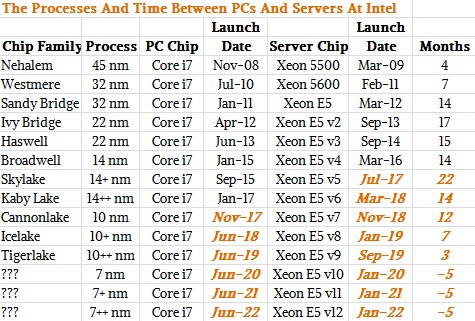 The Processes And Time Between PCs And Servers At Intel
Launch Launch
Chip Family Process PC Chip Date Server Chip Date Months
Nehalem 45 nm Core i7 Nov-08 Xeon 5500 Mar-09 4
Westmere 32 nm Core i7 Jul-10 Xeon 5600 Feb-11 7
Sandy Bridge 32 nm Core i7 Jan-11 Xeon E5 Mar-12 14
Ivy Bridge 22 nm Core i7 Apr-12 Xeon E5 v2 Sep-13 17
Haswell 22 nm Core i7 Jun-13 Xeon E5 v3 Sep-14 15
Broadwell 14 nm Core i7 Jan-15 Xeon E5 v4 Mar-16 14
Skylake 14+ nm Core i7 Sep-15 Xeon E5 v5 Jul-17 22
Kaby Lake 14++ nm Core i7 Jan-17 Xeon E5 v6 Mar-18 14
Cannonlake 10 nm Core i7 Nov-17 Xeon E5 v7 Nov-18 12
Icelake 10+ nm Core i7 Jun-18 Xeon E5 v8 Jan-19 7
Tigerlake 10++ nm Core i7 Jun-19 Xeon E5 v9 Sep-19 3
??? 7 nm Core i7 Jun-20 Xeon E5 v10 Jan-20 -5
??? 7+ nm Core i7 Jun-21 Xeon E5 v11 Jan-21 -5
??? 7++ nm Core i7 Jun-22 Xeon E5 v12 Jan-22 -5